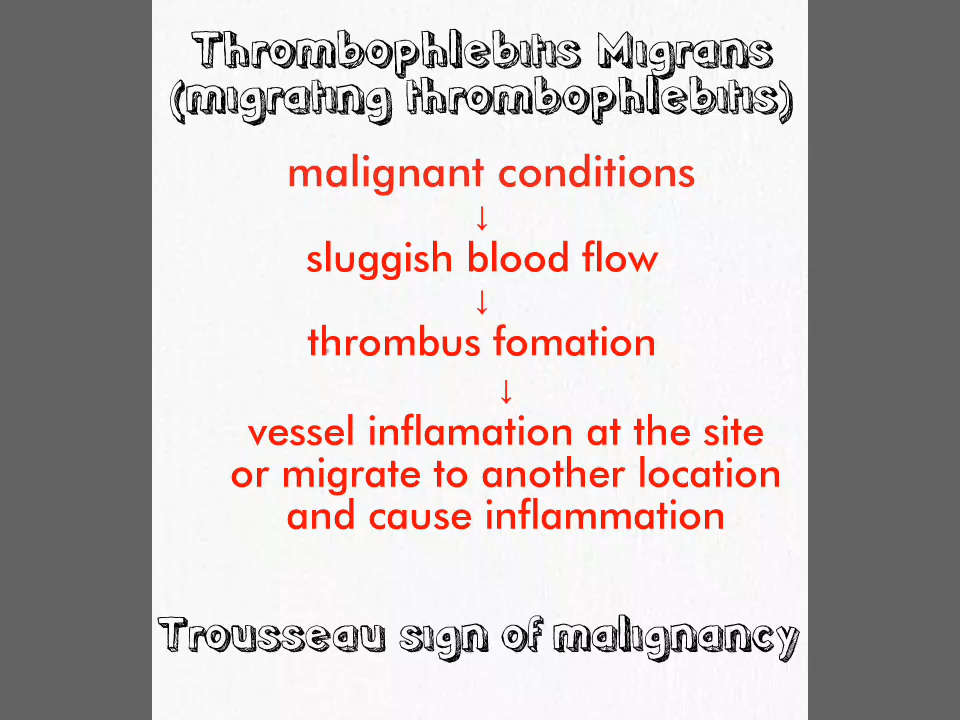 Thrombophlebitis Migrans
(migrating thrombophlebitis)
malignant conditions
↓
sluggish blood flow
↓
thrombus fomation
↓
vessel inflamation at the site
or migrate to another location
and cause inflammation
Trousseau sign of malignancy